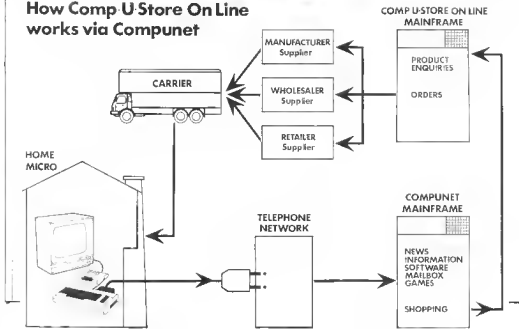 How Comp-U-Store On Line
works via Compunet
COMP U-STORE ON LINE
MAINFRAME
PRODUCT
ENQUIRIES
ORDERS
MANUFACTURER
Supplier
WHOLESALER
Supplier
RETAILER
Supplier
CARRIER
HOME
MICRO
TELEPHONE
NETWORK
COMPUNET
MAINFRAME
NEWS
INFORMATION
SOFTWARE
MAILBOX
GAMES
SHOPPING